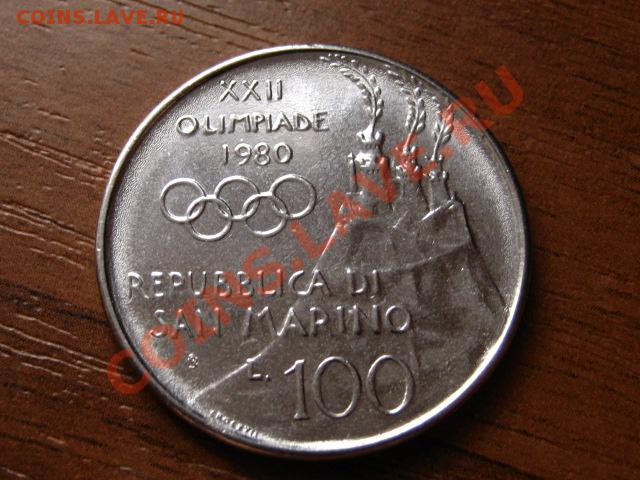 COINS.LAVE.RU
XXII
OLIMPIADE
1980
REPUBBLICA DI
SAN MARINO
L. 100
COINS.LAVE.RU